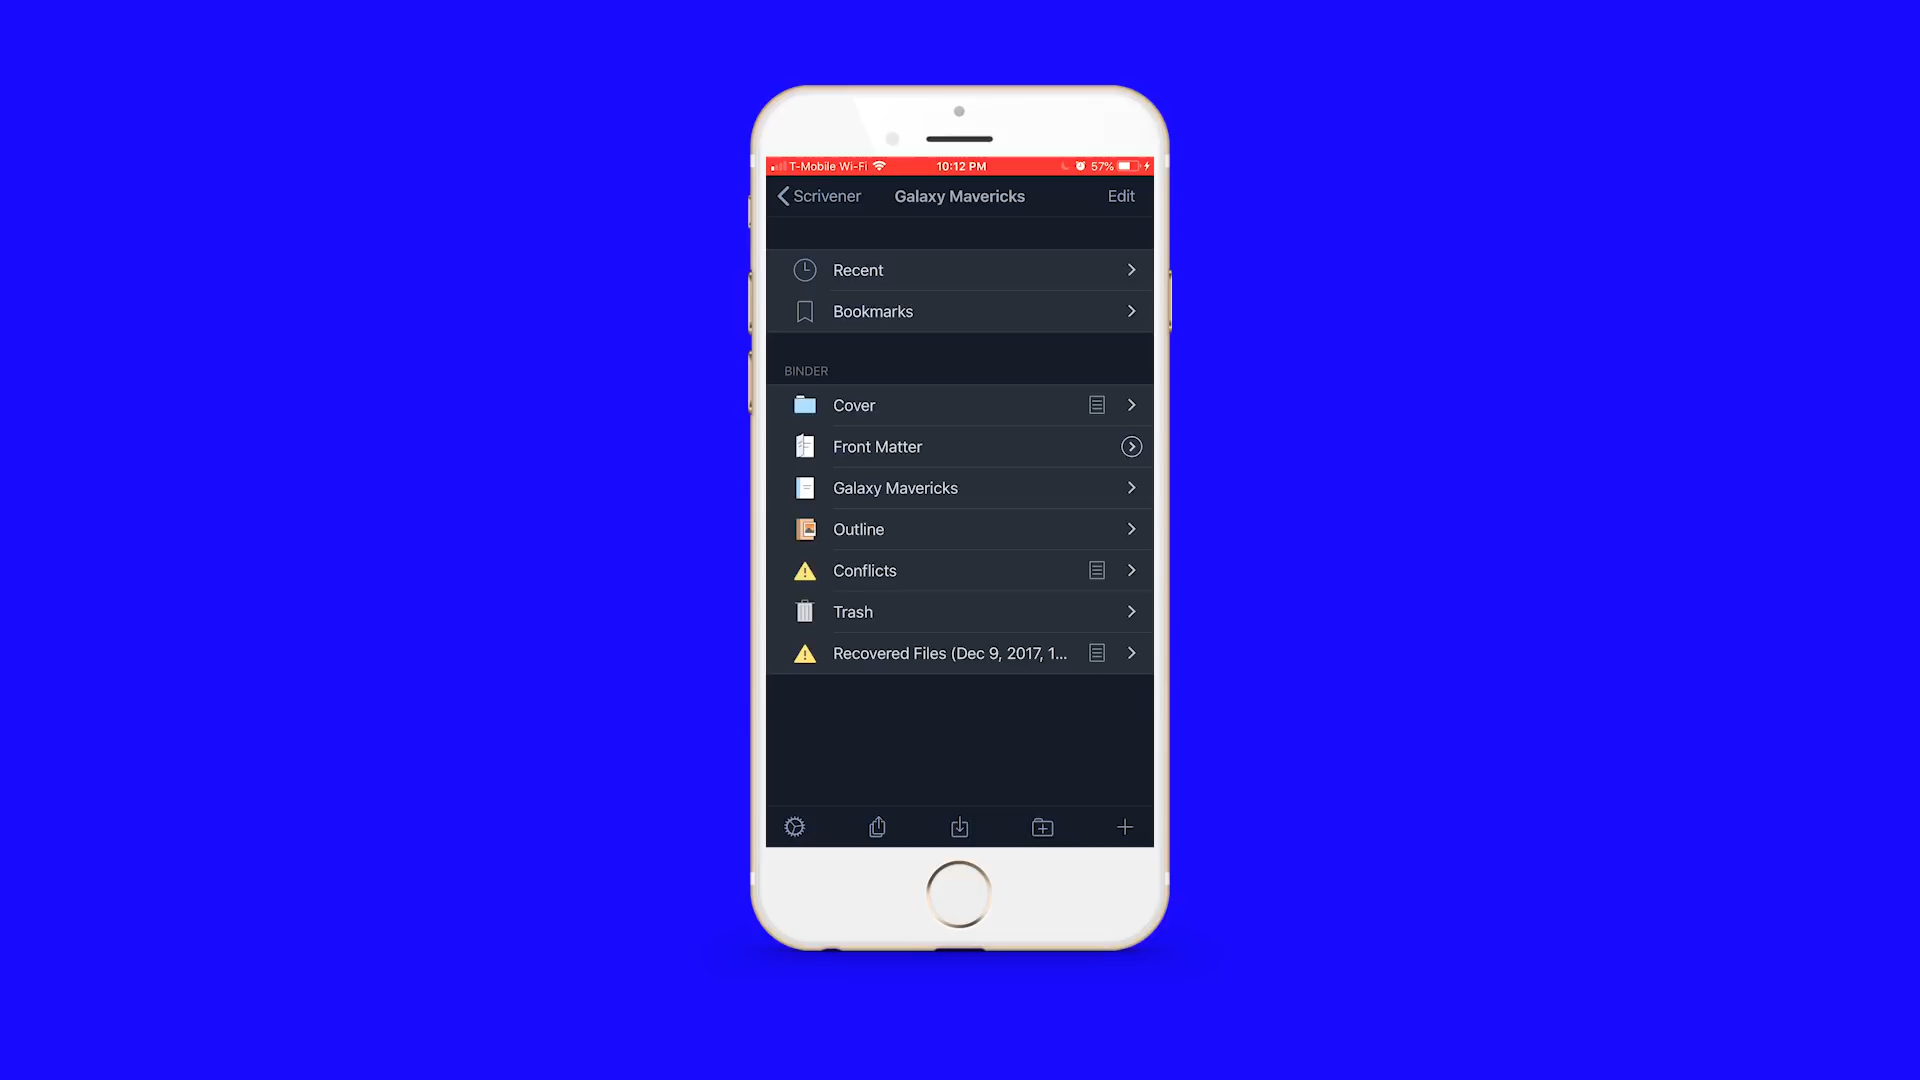 T-Mobile Wi-Fi 10:12 PM 57%
Scrivener Galaxy Mavericks Edit
Recent
Bookmarks
BINDER
Cover
Front Matter
Galaxy Mavericks
Outline
Conflicts
Trash
Recovered Files (Dec 9, 2017, 1...